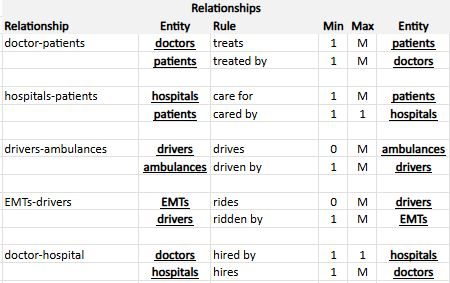 Relationships
Relationship Entity Rule Min Max Entity
doctor-patients doctors treats 1 M patients
patients treated by 1 M doctors
hospitals-patients hospitals care for 1 M patients
patients cared by 1 1 hospitals
drivers-ambulances drivers drives 0 M ambulances
ambulances driven by 1 M drivers
EMTs-drivers EMTs rides 0 M drivers
drivers ridden by 1 M EMTs
doctor-hospital doctors hired by 1 1 hospitals
hospitals hires 1 M doctors